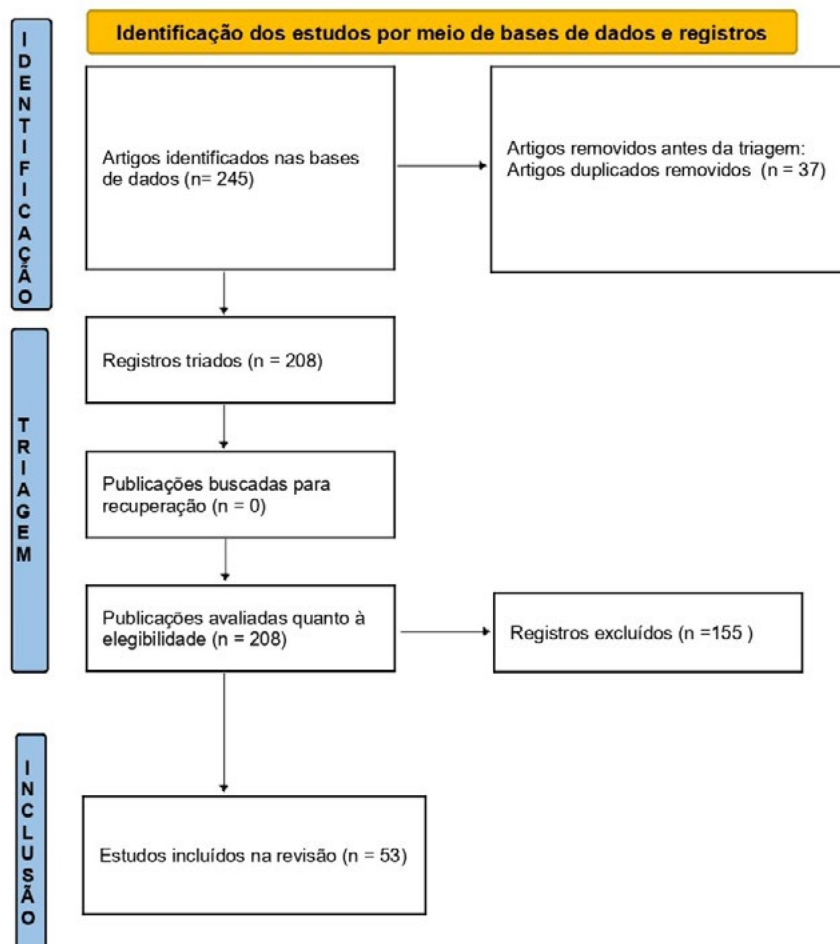 Identificação dos estudos por meio de bases de dados e registros
IDENTIFICAÇÃO
Artigos identificados nas bases
de dados (n= 245)
Artigos removidos antes da triagem:
Artigos duplicados removidos (n = 37)
TRIAGEM
Registros triados (n = 208)
Publicações buscadas para
recuperação (n = 0)
Publicações avaliadas quanto à
elegibilidade (n = 208)
Registros excluídos (n =155 )
INCLUSÃO
Estudos incluídos na revisão (n = 53)